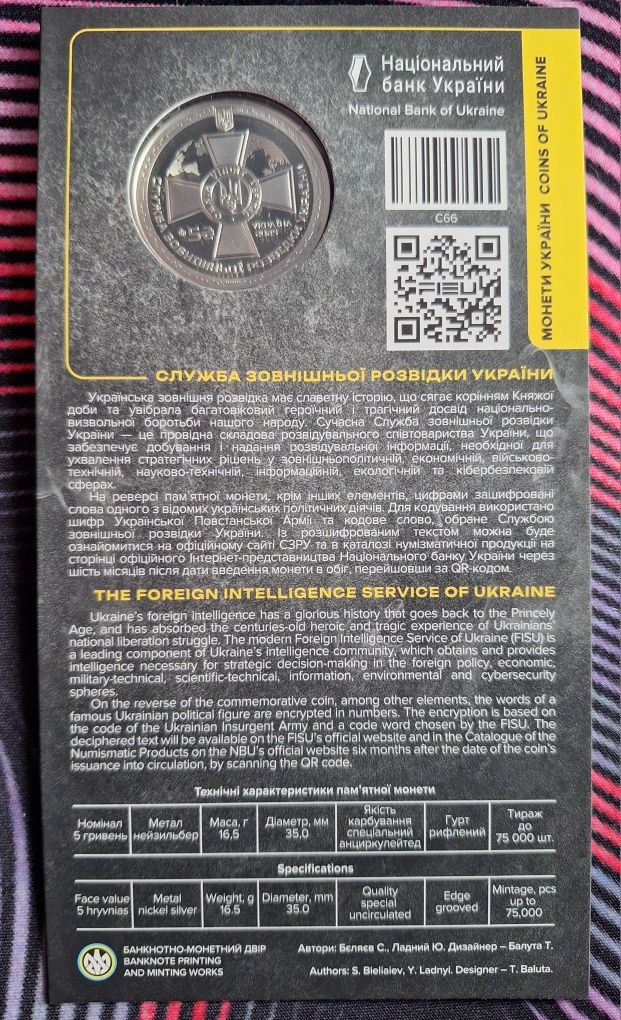 Національний
банк України
National Bank of Ukraine
C66
FISU
МОНЕТИ УКРАЇНИ COINS OF UKRAINE
УКРАЇНА
СЛУЖБА ЗОВНІШНЬОЇ РОЗВІДКИ УКРАЇНИ
СЛУЖБА ЗОВНІШНЬОЇ РОЗВІДКИ УКРАЇНИ
Українська зовнішня розвідка має славетну історію, що сягає корінням Княжої
доби та увібрала багатовіковий героїчний і трагічний досвід національно-
визвольної боротьби нашого народу. Сучасна Служба зовнішньої розвідки
України — це провідна складова розвідувального співтовариства України, що
забезпечує добування і надання розвідувальної інформації, необхідної для
ухвалення стратегічних рішень у зовнішньополітичній, економічній, військово-
технічній, науково-технічній, інформаційній, екологічній та кібербезпековій
сферах.
На реверсі пам'ятної монети, крім інших елементів, цифрами зашифровані
слова одного з відомих українських політичних діячів. Для кодування використано
шифр Української Повстанської Армії та кодове слово, обране Службою
зовнішньої розвідки України. Із розшифрованим текстом можна буде
ознайомитися на офіційному сайті СЗРУ та в каталозі нумізматичної продукції на
сторінці офіційного Інтернет-представництва Національного банку України через
шість місяців після дати введення монети в обіг, перейшовши за QR-кодом.
THE FOREIGN INTELLIGENCE SERVICE OF UKRAINE
Ukraine's foreign intelligence has a glorious history that goes back to the Princely
Age, and has absorbed the centuries-old heroic and tragic experience of Ukrainians'
national liberation struggle. The modern Foreign Intelligence Service of Ukraine (FISU) is
a leading component of Ukraine's intelligence community, which obtains and provides
intelligence necessary for strategic decision-making in the foreign policy, economic,
military-technical, scientific-technical, information, environmental and cybersecurity
spheres.
On the reverse of the commemorative coin, among other elements, the words of a
famous Ukrainian political figure are encrypted in numbers. The encryption is based on
the code of the Ukrainian Insurgent Army and a code word chosen by the FISU. The
deciphered text will be available on the FISU's official website and in the Catalogue of the
Numismatic Products on the NBU's official website six months after the date of the coin's
issuance into circulation, by scanning the QR code.
Технічні характеристики пам'ятної монети
Номінал 5 гривень Метал нейзильбер Маса, г 16,5 Діаметр, мм 35,0 Якість карбування спеціальний анциркулейтед Гурт рифлений Тираж до 75 000 шт.
Specifications
Face value 5 hryvnias Metal nickel silver Weight, g 16.5 Diameter, mm 35.0 Quality special uncirculated Edge grooved Mintage, pcs up to 75,000
БАНКНОТНО-МОНЕТНИЙ ДВІР
BANKNOTE PRINTING
AND MINTING WORKS
Автори: Бєляєв С., Ладний Ю. Дизайнер – Балута Т.
Authors: S. Bieliaiev, Y. Ladnyi. Designer – T. Baluta.